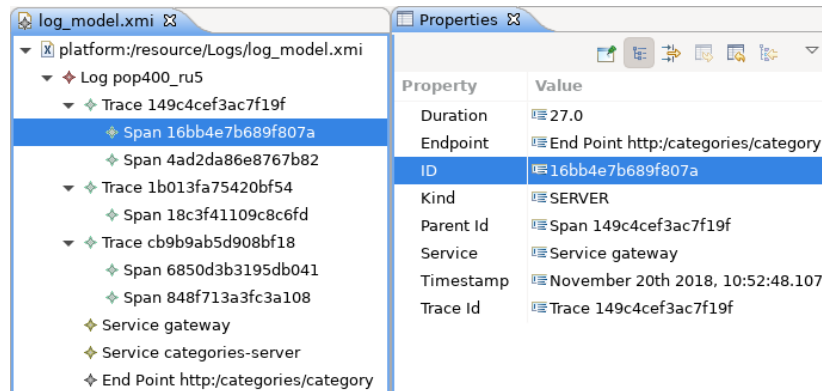 log_model.xmi
platform:/resource/Logs/log_model.xmi
Log pop400_ru5
Trace 149c4cef3ac7f19f
Span 16bb4e7b689f807a
Span 4ad2da86e8767b82
Trace 1b013fa75420bf54
Span 18c3f41109c8c6fd
Trace cb9b9ab5d908bf18
Span 6850d3b3195db041
Span 848f713a3fc3a108
Service gateway
Service categories-server
End Point http:/categories/category
Properties
Property Value
Duration 27.0
Endpoint End Point http:/categories/category
ID 16bb4e7b689f807a
Kind SERVER
Parent Id Span 149c4cef3ac7f19f
Service Service gateway
Timestamp November 20th 2018, 10:52:48.107
Trace Id Trace 149c4cef3ac7f19f